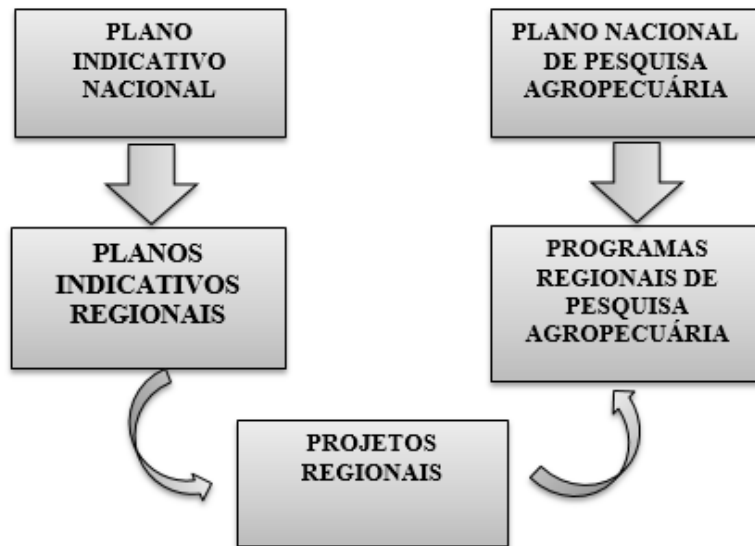 PLANO
INDICATIVO
NACIONAL
PLANO NACIONAL
DE PESQUISA
AGROPECUÁRIA
PLANOS
INDICATIVOS
REGIONAIS
PROGRAMAS
REGIONAIS DE
PESQUISA
AGROPECUÁRIA
PROJETOS
REGIONAIS